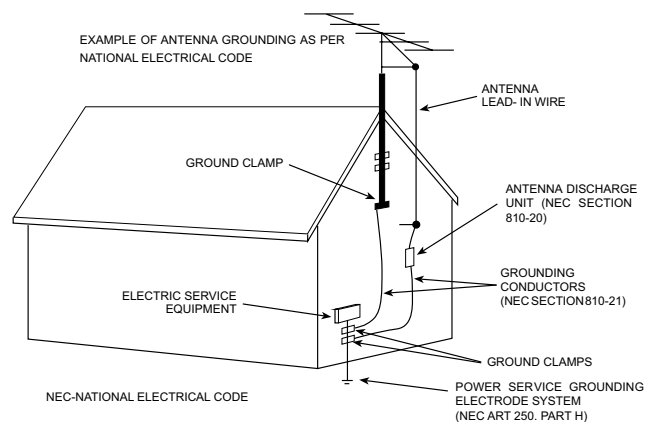 EXAMPLE OF ANTENNA GROUNDING AS PER
NATIONAL ELECTRICAL CODE
ANTENNA
LEAD- IN WIRE
GROUND CLAMP
ANTENNA DISCHARGE
UNIT (NEC SECTION
810-20)
GROUNDING
CONDUCTORS
(NEC SECTION 810-21)
ELECTRIC SERVICE
EQUIPMENT
GROUND CLAMPS
POWER SERVICE GROUNDING
ELECTRODE SYSTEM
(NEC ART 250. PART H)
NEC-NATIONAL ELECTRICAL CODE